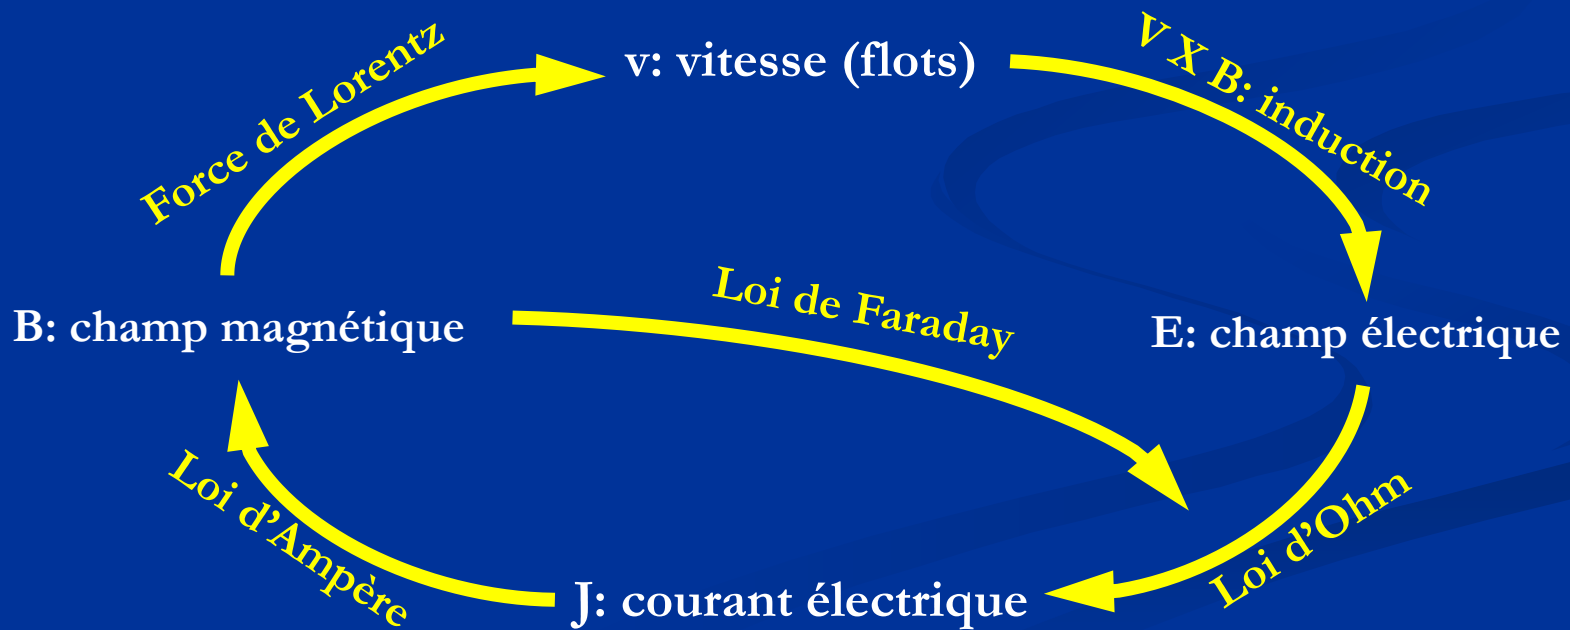 Force de Lorentz
v: vitesse (flots)
V X B: induction
B: champ magnétique
Loi de Faraday
E: champ électrique
Loi d’Ampère
J: courant électrique
Loi d’Ohm